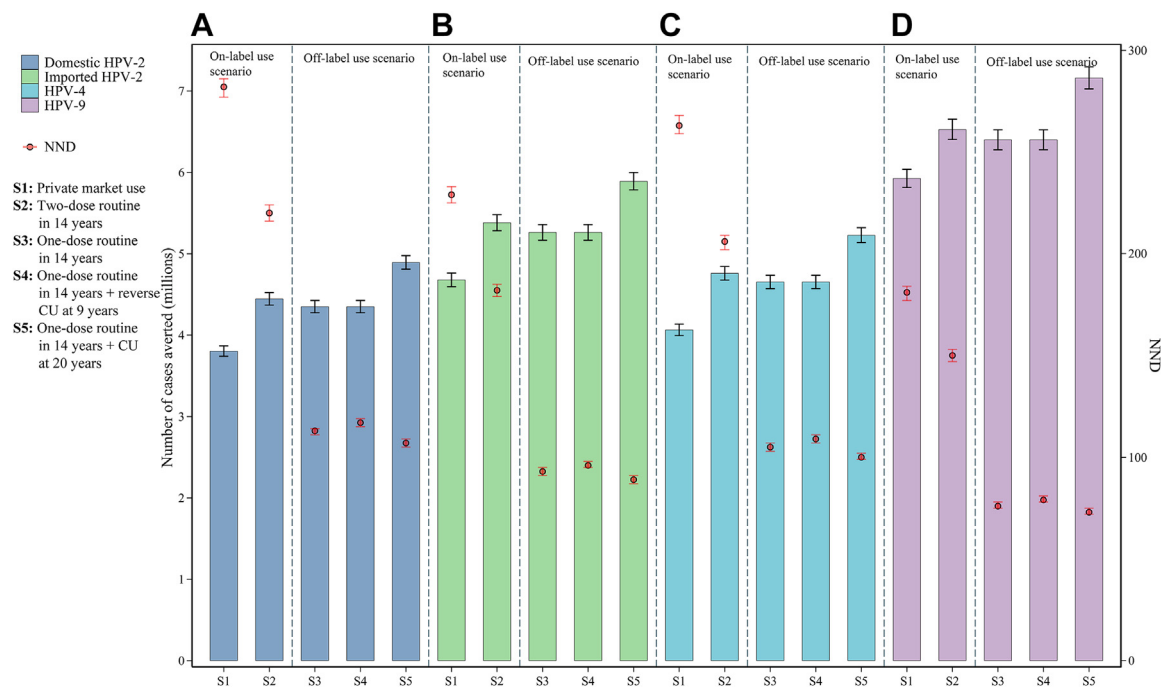 A
B
C
D
Domestic HPV-2
Imported HPV-2
HPV-4
HPV-9
NND
S1: Private market use
S2: Two-dose routine
in 14 years
S3: One-dose routine
in 14 years
S4: One-dose routine
in 14 years + reverse
CU at 9 years
S5: One-dose routine
in 14 years + CU
at 20 years
Number of cases averted (millions)
7
6
5
4
3
2
1
0
On-label use
scenario
Off-label use scenario
On-label use
scenario
Off-label use scenario
On-label use
scenario
Off-label use scenario
On-label use
scenario
Off-label use scenario
300
200
100
0
NND
S1 S2 S3 S4 S5 S1 S2 S3 S4 S5 S1 S2 S3 S4 S5 S1 S2 S3 S4 S5